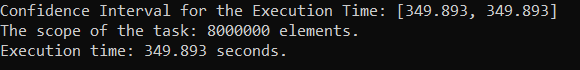 Confidence Interval for the Execution Time: [349.893, 349.893]
The scope of the task: 8000000 elements.
Execution time: 349.893 seconds.